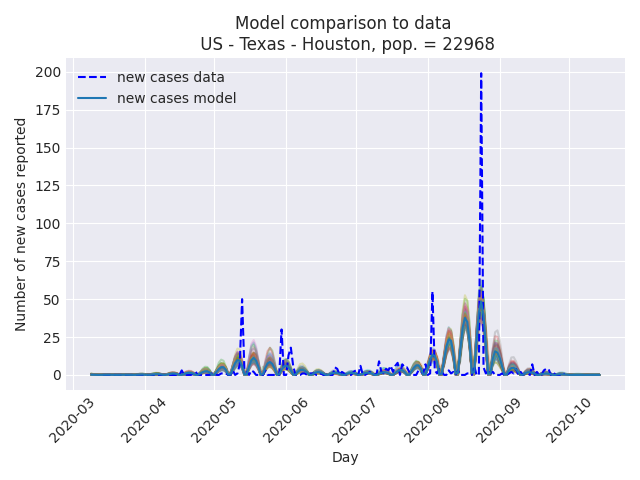 Model comparison to data
US - Texas - Houston, pop. = 22968
new cases data
new cases model
Number of new cases reported
200
175
150
125
100
75
50
25
0
2020-03
2020-04
2020-05
2020-06
2020-07
2020-08
2020-09
2020-10
Day